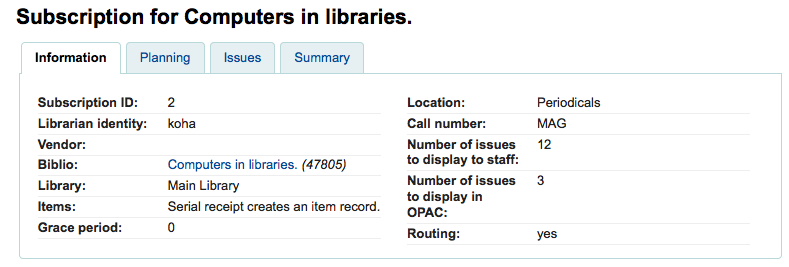 Subscription for Computers in libraries.
Information
Planning
Issues
Summary
Subscription ID: 2
Librarian identity: koha
Vendor:
Biblio: Computers in libraries. (47805)
Library: Main Library
Items: Serial receipt creates an item record.
Grace period: 0
Location: Periodicals
Call number: MAG
Number of issues 12
to display to staff:
Number of issues 3
to display in
OPAC:
Routing: yes